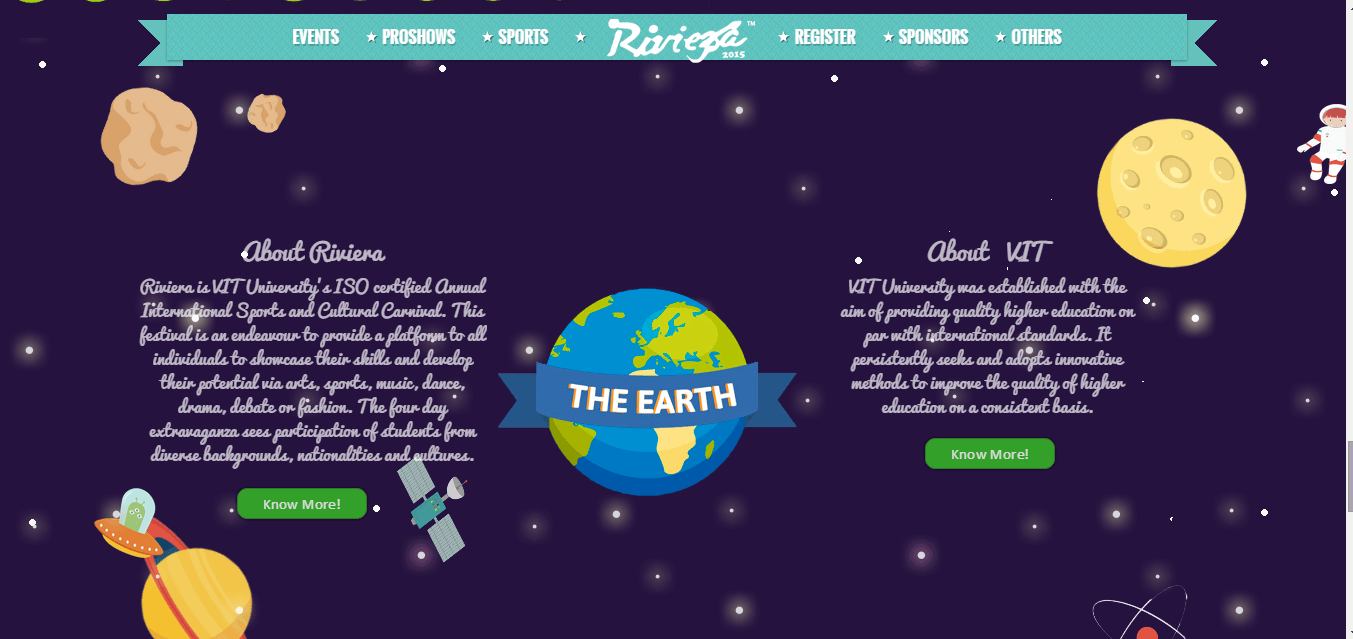 EVENTS ★ PROSHOWS ★ SPORTS ★ Riviera ™ 2015 ★ REGISTER ★ SPONSORS ★ OTHERS
About Riviera
Riviera is VIT University's ISO certified Annual
International Sports and Cultural Carnival. This
festival is an endeavour to provide a platform to all
individuals to showcase their skills and develop
their potential via arts, sports, music, dance,
drama, debate or fashion. The four day
extravaganza sees participation of students from
diverse backgrounds, nationalities and cultures.
Know More!
THE EARTH
About VIT
VIT University was established with the
aim of providing quality higher education on
par with international standards. It
persistently seeks and adopts innovative
methods to improve the quality of higher
education on a consistent basis.
Know More!